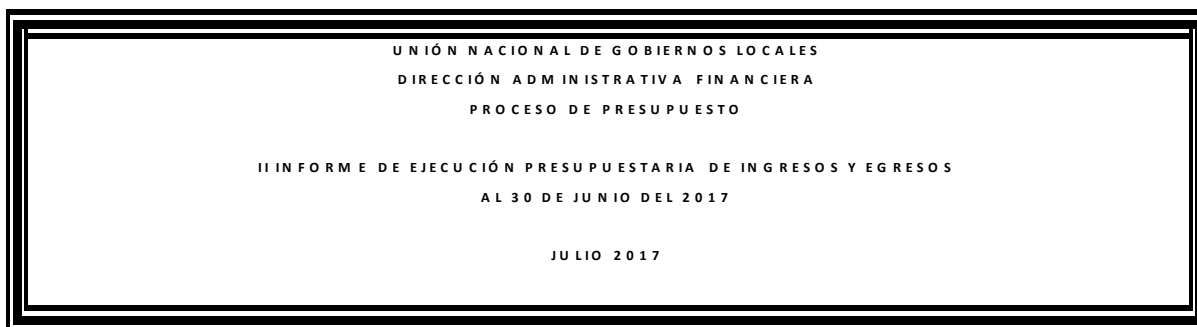 UNIÓN NACIONAL DE GOBIERNOS LOCALES
DIRECCIÓN ADMINISTRATIVA FINANCIERA
PROCESO DE PRESUPUESTO
II INFORME DE EJECUCIÓN PRESUPUESTARIA DE INGRESOS Y EGRESOS
AL 30 DE JUNIO DEL 2017
JULIO 2017